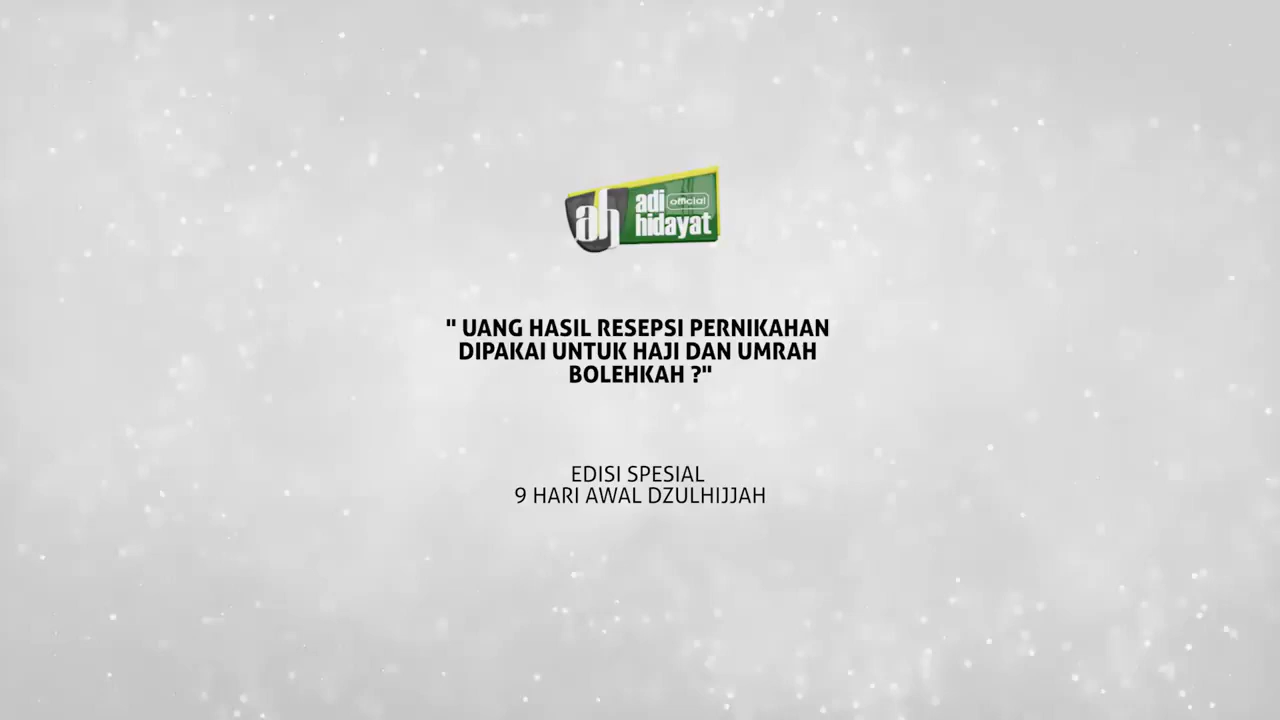 ah adi official
hidayat
" UANG HASIL RESEPSI PERNIKAHAN
DIPAKAI UNTUK HAJI DAN UMRAH
BOLEHKAH ?"
EDISI SPESIAL
9 HARI AWAL DZULHIJJAH